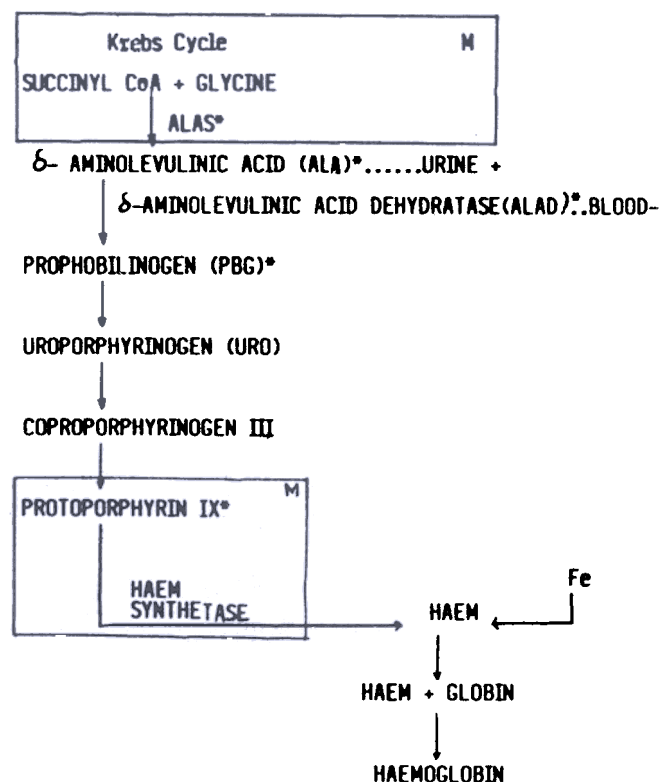 Krebs Cycle M
SUCCINYL CoA + GLYCINE
ALAS*
δ- AMINOLEVULINIC ACID (ALA)*......URINE +
δ-AMINOLEVULINIC ACID DEHYDRATASE(ALAD)*..BLOOD-
PROPHOBILINOGEN (PBG)*
UROPORPHYRINOGEN (URO)
COPROPORPHYRINOGEN III
M
PROTOPORPHYRIN IX*
HAEM
SYNTHETASE
Fe
HAEM
HAEM + GLOBIN
HAEMOGLOBIN